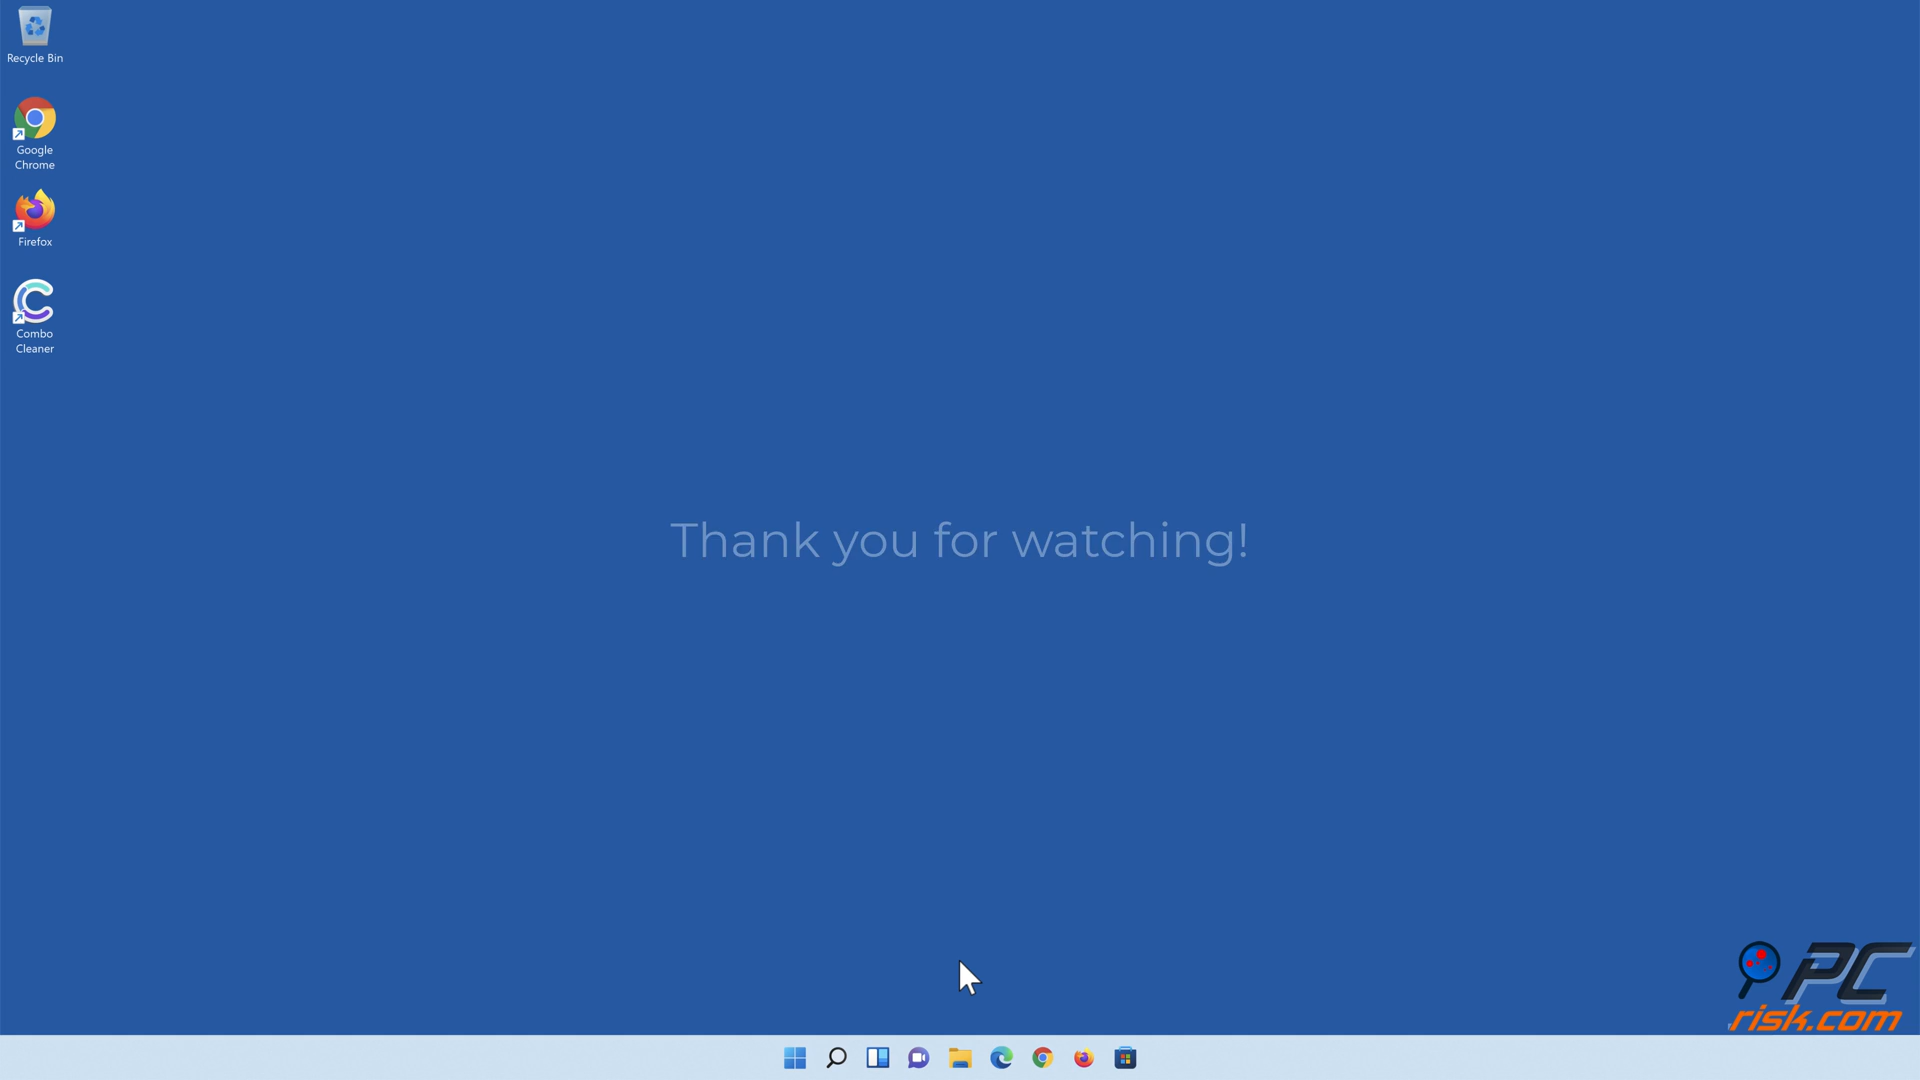 Recycle Bin
Google
Chrome
Firefox
Combo
Cleaner
Thank you for watching!
PC
risk.com